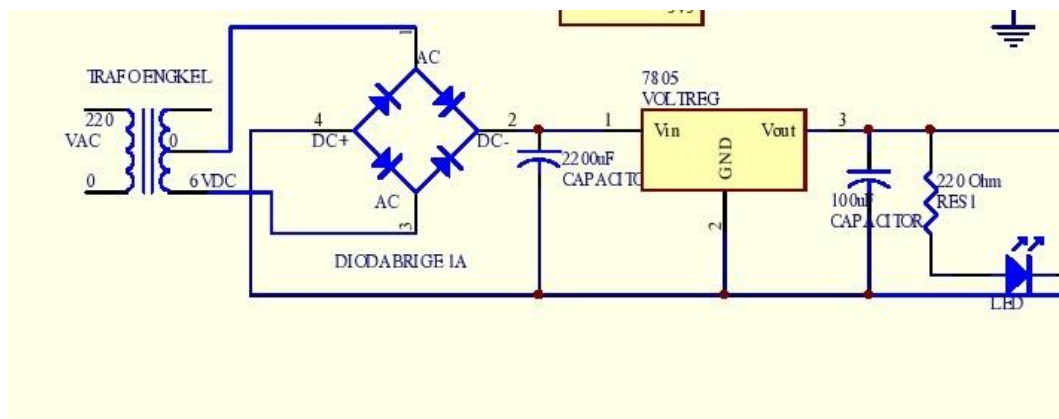 1
AC
TRAFOENGKEL
7805
VOLTREG
220
VAC
0
4
DC+
2
DC-
1
Vin
Vout
3
GND
2200uF
CAPACITO
0
6VDC
AC
3
2
100uF
CAPACITOR
220 Ohm
RES1
DIODABRIGE 1A
LED